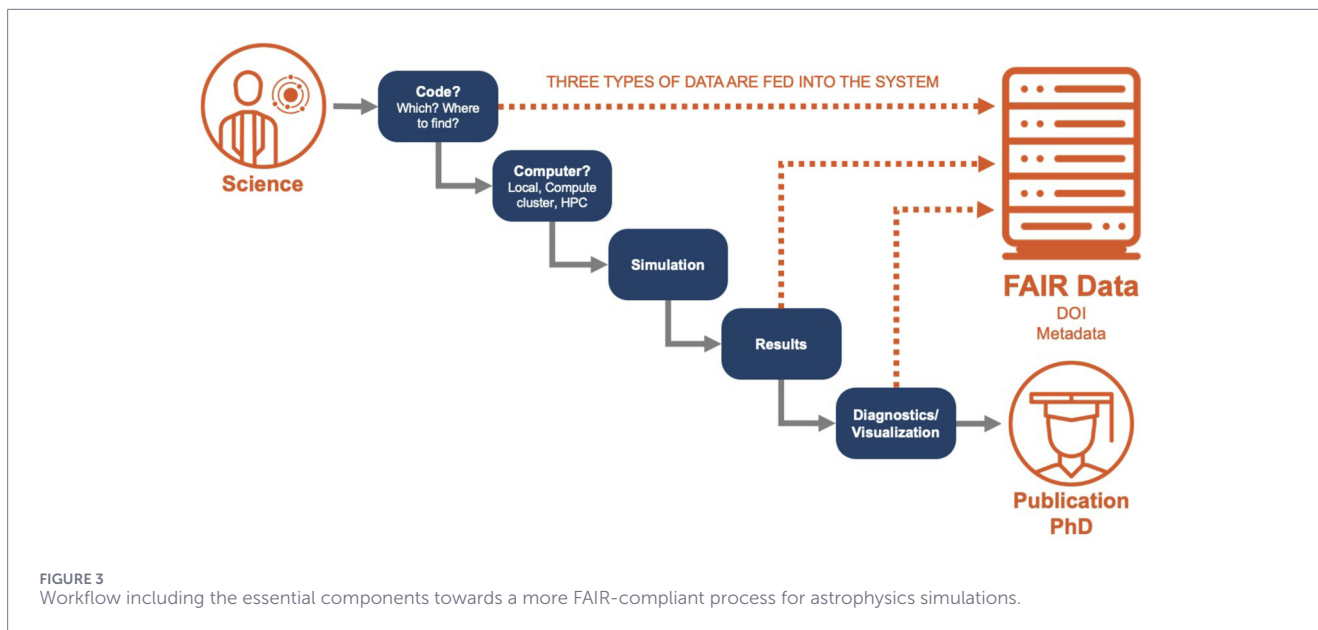 Science
Code?
Which? Where
to find?
THREE TYPES OF DATA ARE FED INTO THE SYSTEM
Computer?
Local, Compute
cluster, HPC
Simulation
Results
Diagnostics/
Visualization
FAIR Data
DOI
Metadata
Publication
PhD
FIGURE 3
Workflow including the essential components towards a more FAIR-compliant process for astrophysics simulations.